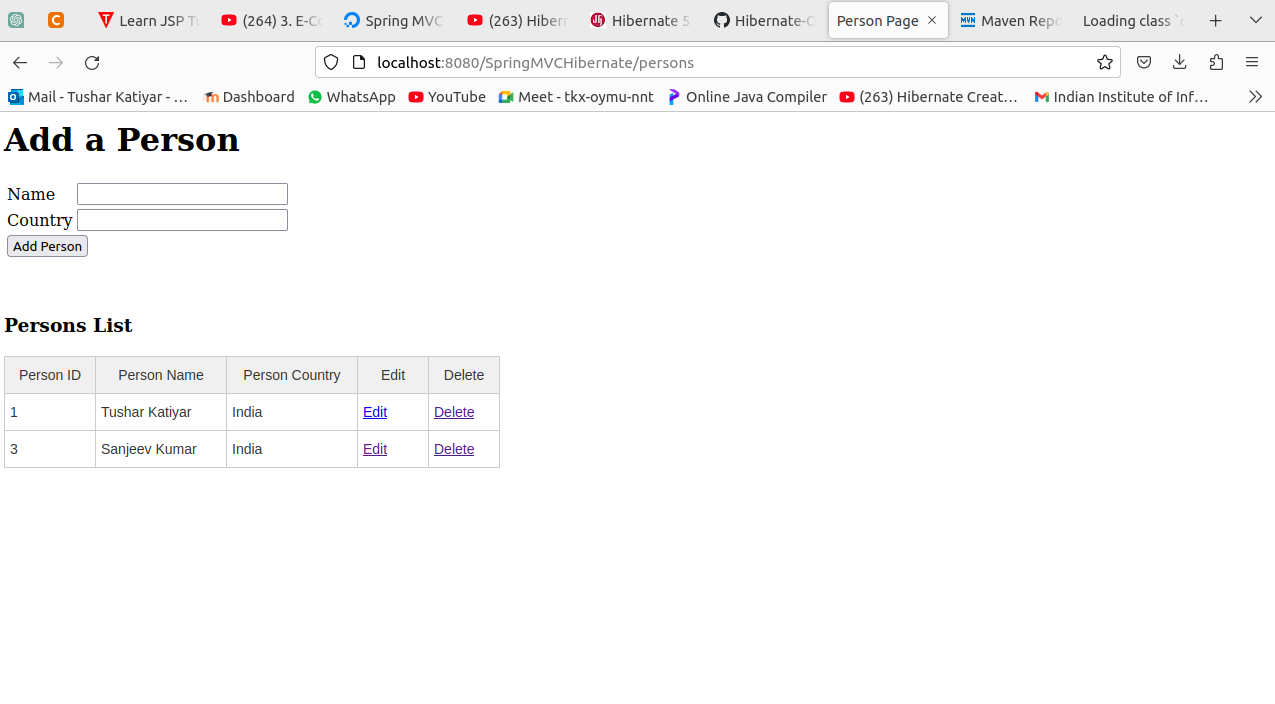 Learn JSP Tu (264) 3. E-Co Spring MVC (263) Hibern Hibernate 5 Hibernate-O Person Page Maven Repo Loading class `c
localhost:8080/SpringMVCHibernate/persons
Mail - Tushar Katiyar - … Dashboard WhatsApp YouTube Meet - tkx-oymu-nnt Online Java Compiler (263) Hibernate Creat… Indian Institute of Inf…
Add a Person
Name
Country
Add Person
Persons List
Person ID Person Name Person Country Edit Delete
1 Tushar Katiyar India Edit Delete
3 Sanjeev Kumar India Edit Delete